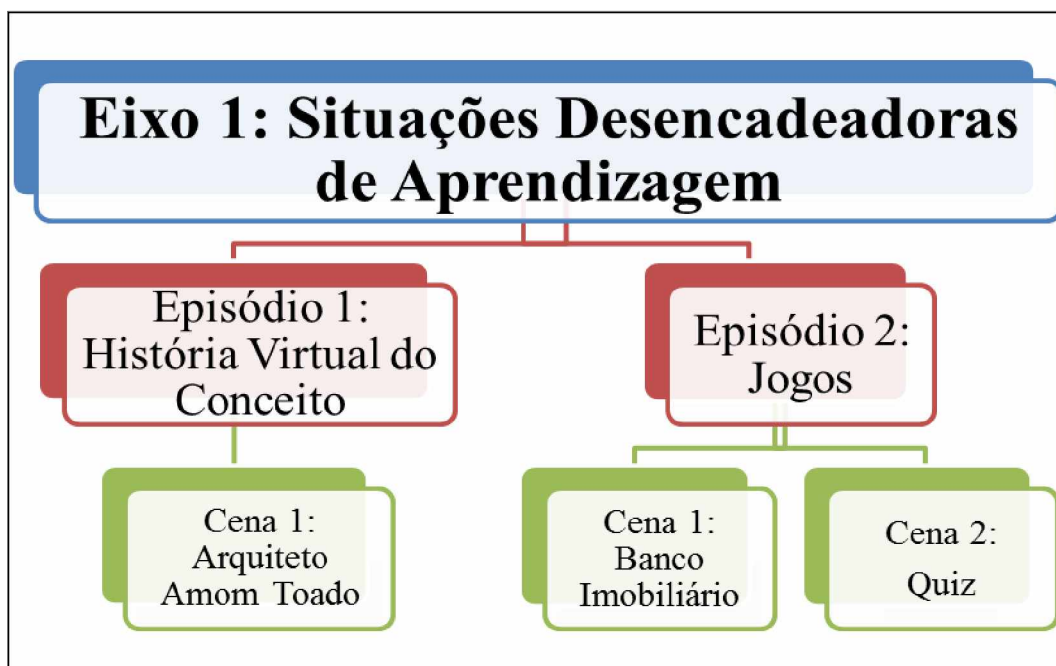 Eixo 1: Situações Desencadeadoras
de Aprendizagem
Episódio 1:
História Virtual do
Conceito
Episódio 2:
Jogos
Cena 1:
Arquiteto
Amom Toado
Cena 1:
Banco
Imobiliário
Cena 2:
Quiz